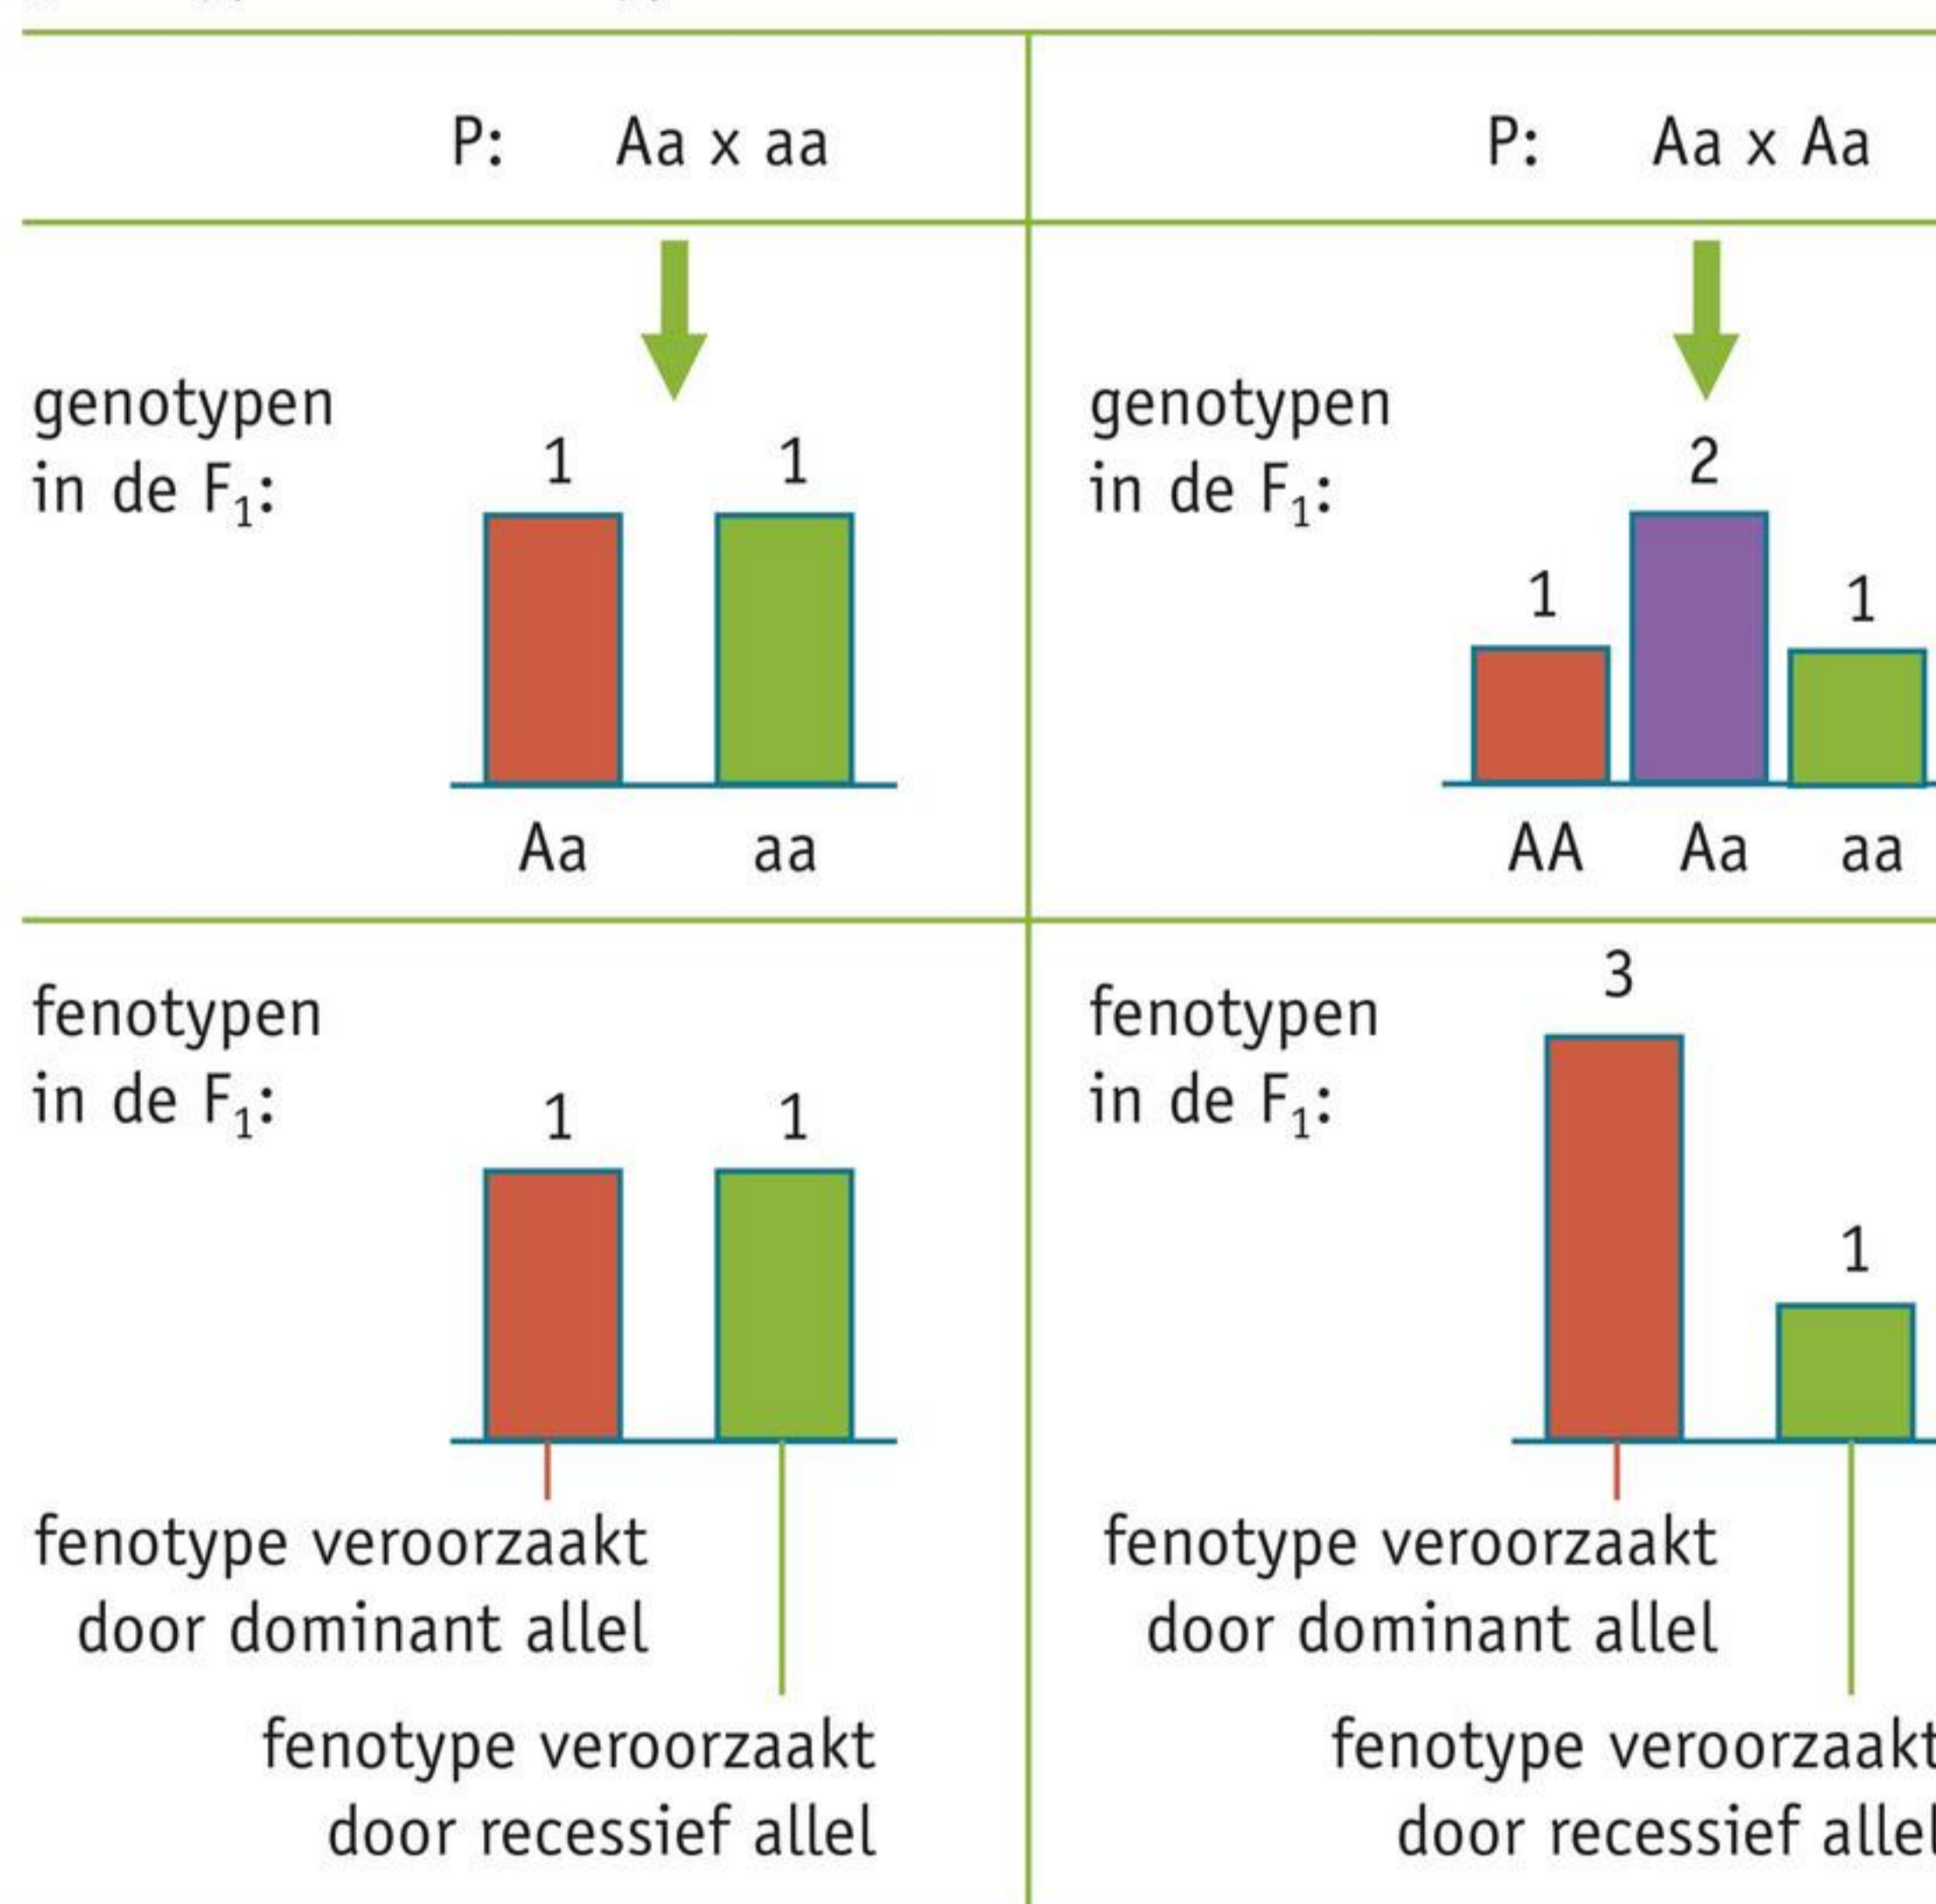 P: Aa x aa
genotypen
in de F₁:
1 1
Aa aa
fenotypen
in de F₁:
1 1
fenotype veroorzaakt
door dominant allel
fenotype veroorzaakt
door recessief allel
P: Aa x Aa
genotypen
in de F₁:
2
1 1
AA Aa aa
fenotypen
in de F₁:
3
1
fenotype veroorzaakt
door dominant allel
fenotype veroorzaakt
door recessief allel